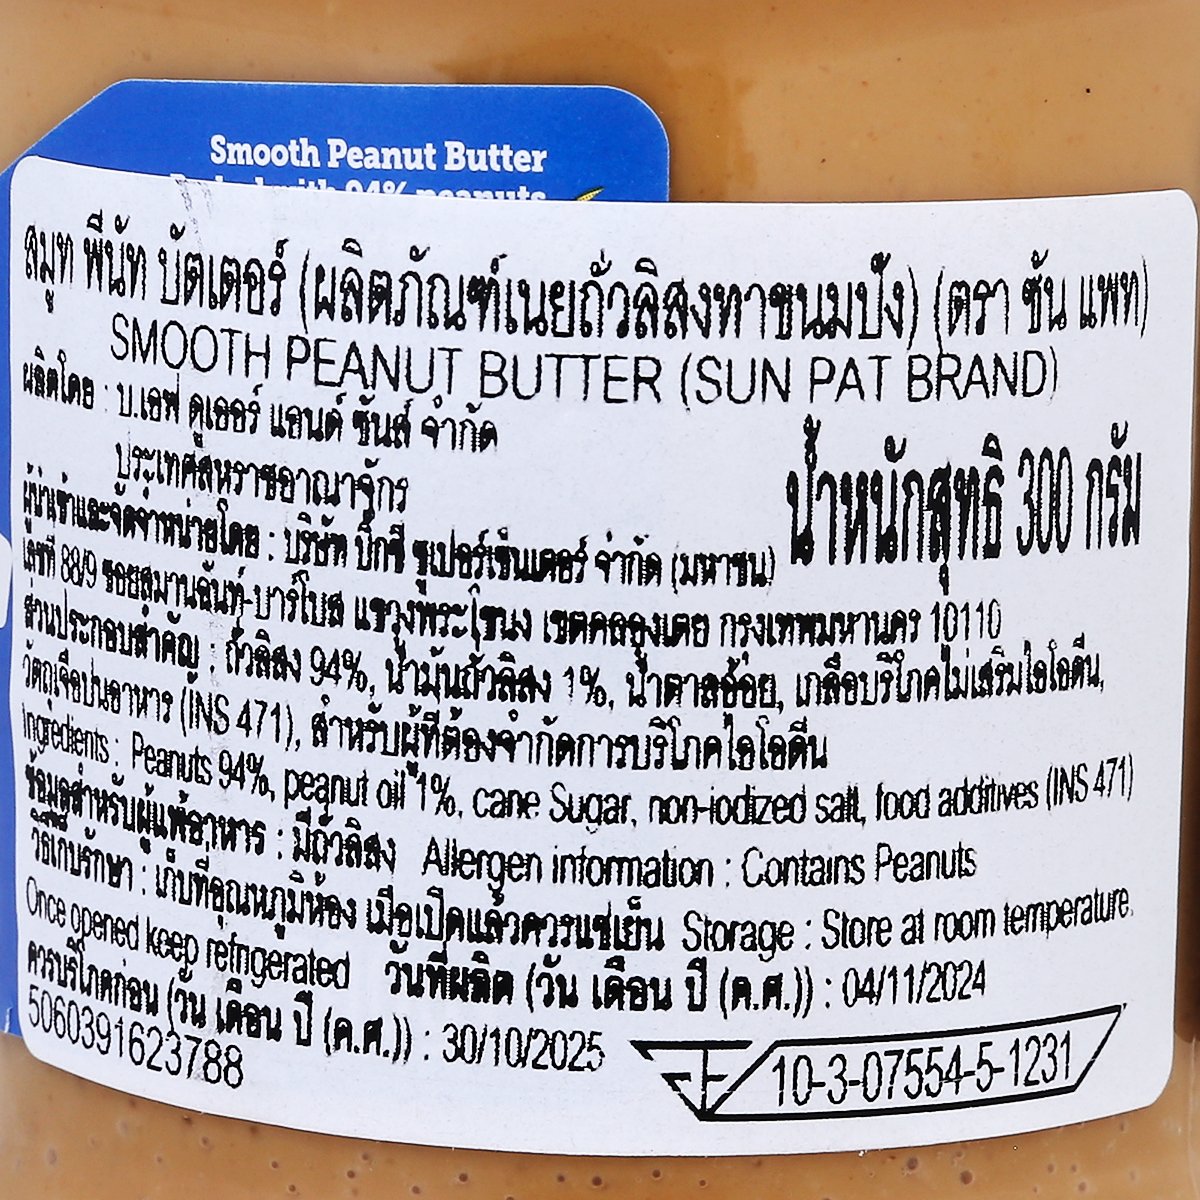 Smooth Peanut Butter
with 94% peanuts
สมูท พีนัท บัตเตอร์ (ผลิตภัณฑ์เนยถั่วลิสงทาขนมปัง) (ตรา ซัน แพท)
SMOOTH PEANUT BUTTER (SUN PAT BRAND)
ผลิตโดย : บ.เอฟ ดูเออร์ แอนด์ ซันส์ จำกัด
ประเทศสหราชอาณาจักร
น้ำหนักสุทธิ 300 กรัม
ผู้นำเข้าและจัดจำหน่ายโดย : บริษัท บิ๊กซี ซูเปอร์เซ็นเตอร์ จำกัด (มหาชน)
เลขที่ 88/9 ซอยสมานฉันท์-บาร์โบส แขวงพระโขนง เขตคลองเตย กรุงเทพมหานคร 10110
ส่วนประกอบสำคัญ : ถั่วลิสง 94%, น้ำมันถั่วลิสง 1%, น้ำตาลอ้อย, เกลือบริโภคไม่เสริมไอโอดีน,
วัตถุเจือปนอาหาร (INS 471), สำหรับผู้ที่ต้องจำกัดการบริโภคไอโอดีน
Ingredients : Peanuts 94%, peanut oil 1%, cane Sugar, non-iodized salt, food additives (INS 471)
ข้อมูลสำหรับผู้แพ้อาหาร : มีถั่วลิสง Allergen information : Contains Peanuts
วิธีเก็บรักษา : เก็บที่อุณหภูมิห้อง เมื่อเปิดแล้วควรแช่เย็น Storage : Store at room temperature.
Once opened keep refrigerated วันที่ผลิต (วัน เดือน ปี (ค.ศ.)) : 04/11/2024
ควรบริโภคก่อน (วัน เดือน ปี (ค.ศ.)) : 30/10/2025
5060391623788
10-3-07554-5-1231